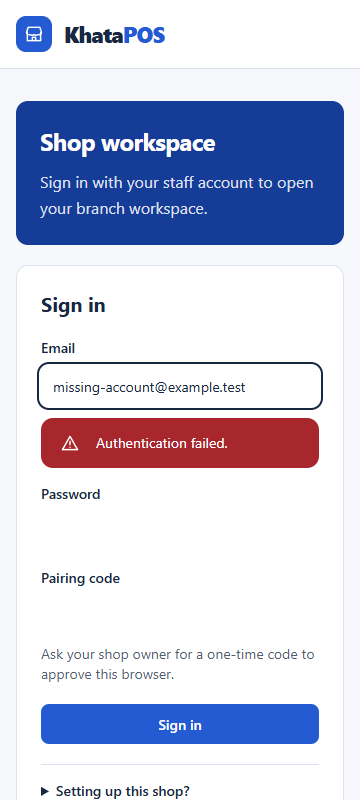 KhataPOS
Shop workspace
Sign in with your staff account to open
your branch workspace.
Sign in
Email
missing-account@example.test
Authentication failed.
Password
Pairing code
Ask your shop owner for a one-time code to
approve this browser.
Sign in
Setting up this shop?